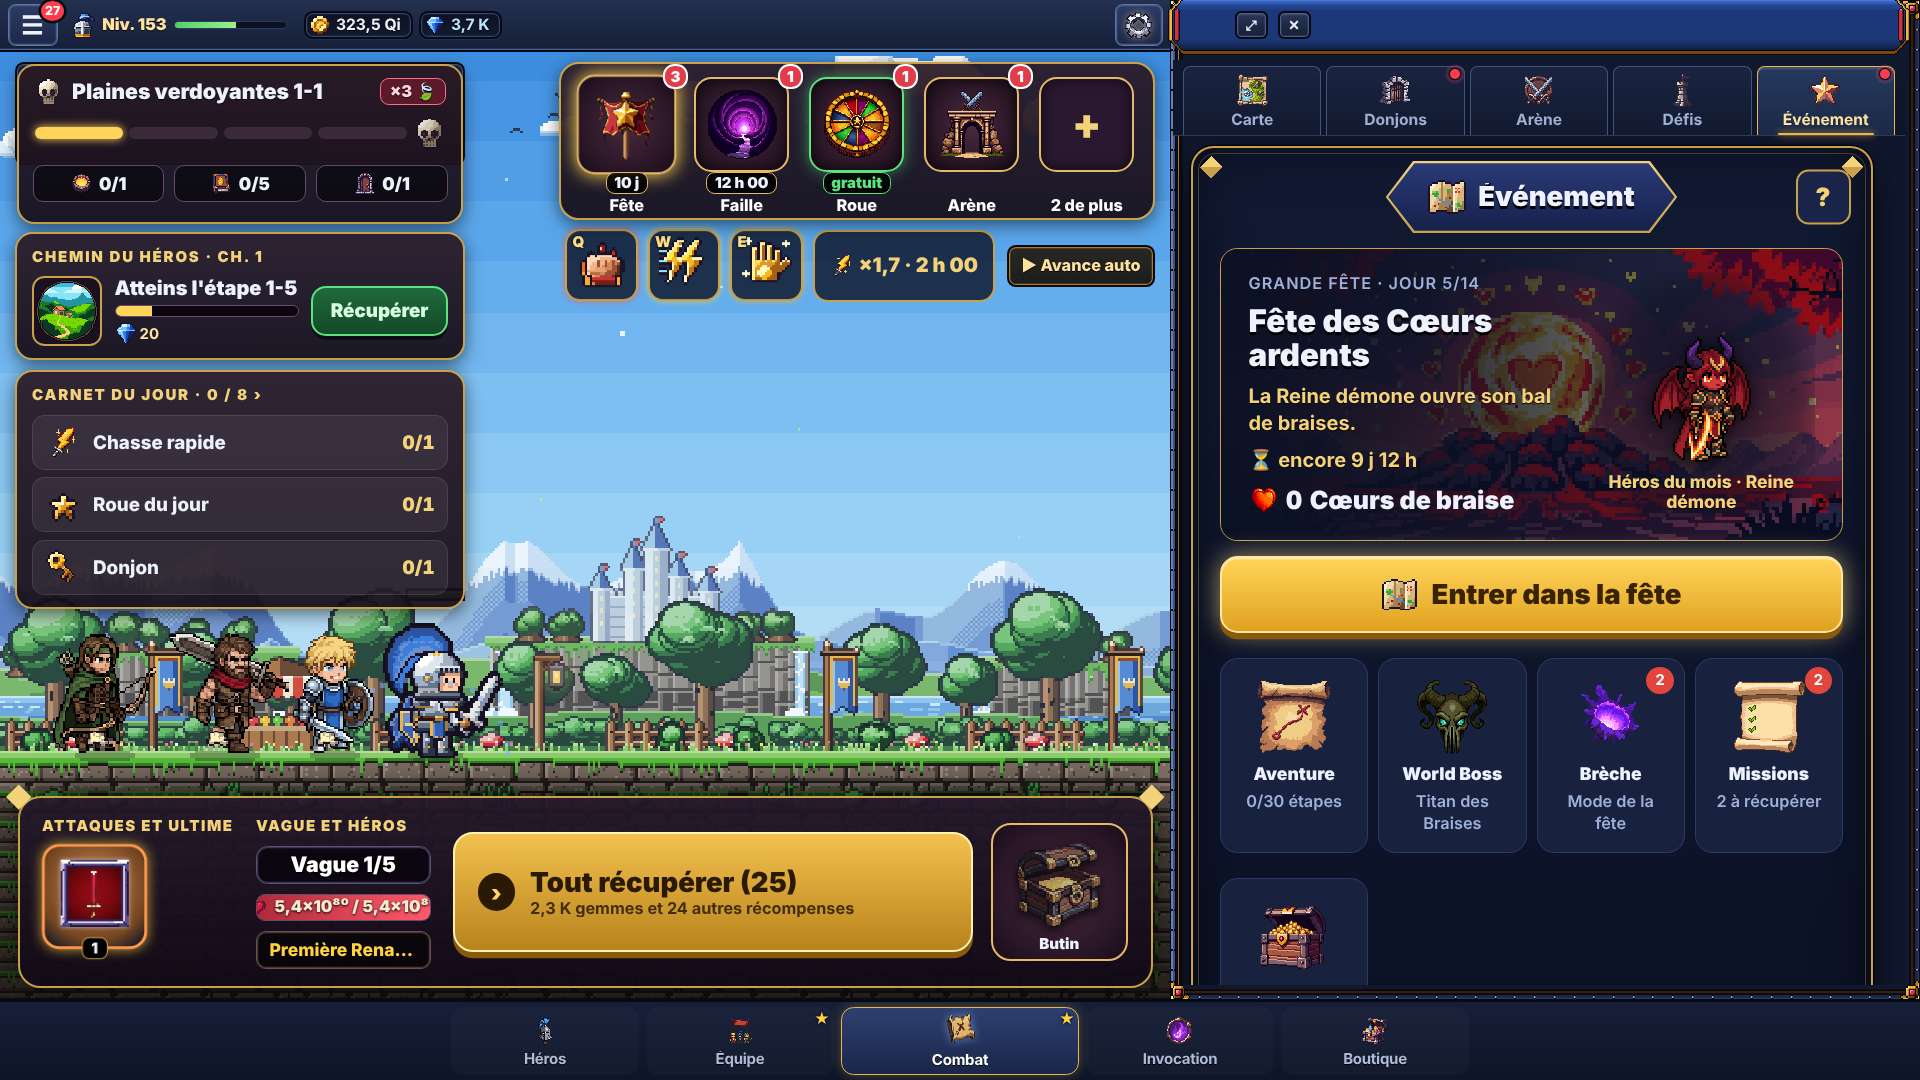 27
Niv. 153
323,5 Qi
3,7 K
Plaines verdoyantes 1-1
×3
0/1
0/5
0/1
CHEMIN DU HÉROS · CH. 1
Atteins l'étape 1-5
20
Récupérer
CARNET DU JOUR · 0 / 8 ›
Chasse rapide
0/1
Roue du jour
0/1
Donjon
0/1
3
10 j
Fête
1
12 h 00
Faille
1
gratuit
Roue
1
Arène
+
2 de plus
Q
W
E
×1,7 · 2 h 00
Avance auto
ATTAQUES ET ULTIME
1
VAGUE ET HÉROS
Vague 1/5
5,4×10⁸⁰ / 5,4×10⁸
Première Rena...
Tout récupérer (25)
2,3 K gemmes et 24 autres récompenses
Butin
Carte
Donjons
Arène
Défis
Événement
Événement
?
GRANDE FÊTE · JOUR 5/14
Fête des Cœurs
ardents
La Reine démone ouvre son bal
de braises.
encore 9 j 12 h
0 Cœurs de braise
Héros du mois · Reine
démone
Entrer dans la fête
Aventure
0/30 étapes
World Boss
Titan des
Braises
2
Brèche
Mode de la
fête
2
Missions
2 à récupérer
Héros
Équipe
Combat
Invocation
Boutique